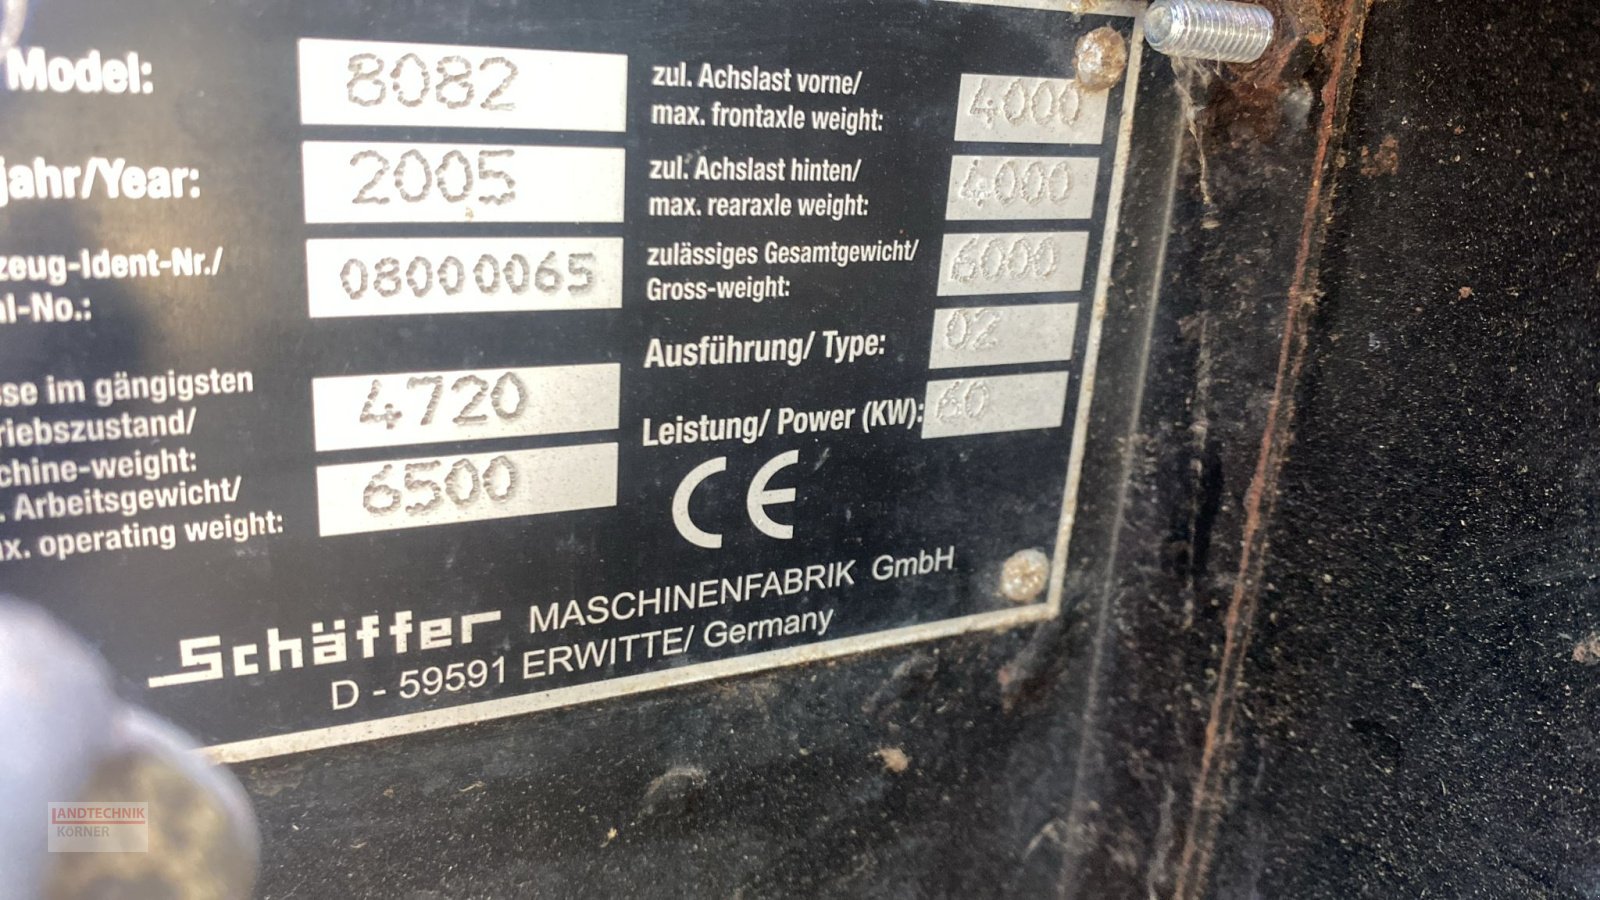 Model: 8082
jahr/Year: 2005
zeug-Ident-Nr./
al-No.: 08000065
sse im gängigsten
riebszustand/
chine-weight: 4720
. Arbeitsgewicht/
ax. operating weight: 6500
zul. Achslast vorne/
max. frontaxle weight: 4000
zul. Achslast hinten/
max. rearaxle weight: 4000
zulässiges Gesamtgewicht/
Gross-weight: 6000
Ausführung/ Type: 02
Leistung/ Power (KW): 60
CE
Schäffer MASCHINENFABRIK GmbH
D - 59591 ERWITTE/ Germany
LANDTECHNIK
KÖRNER